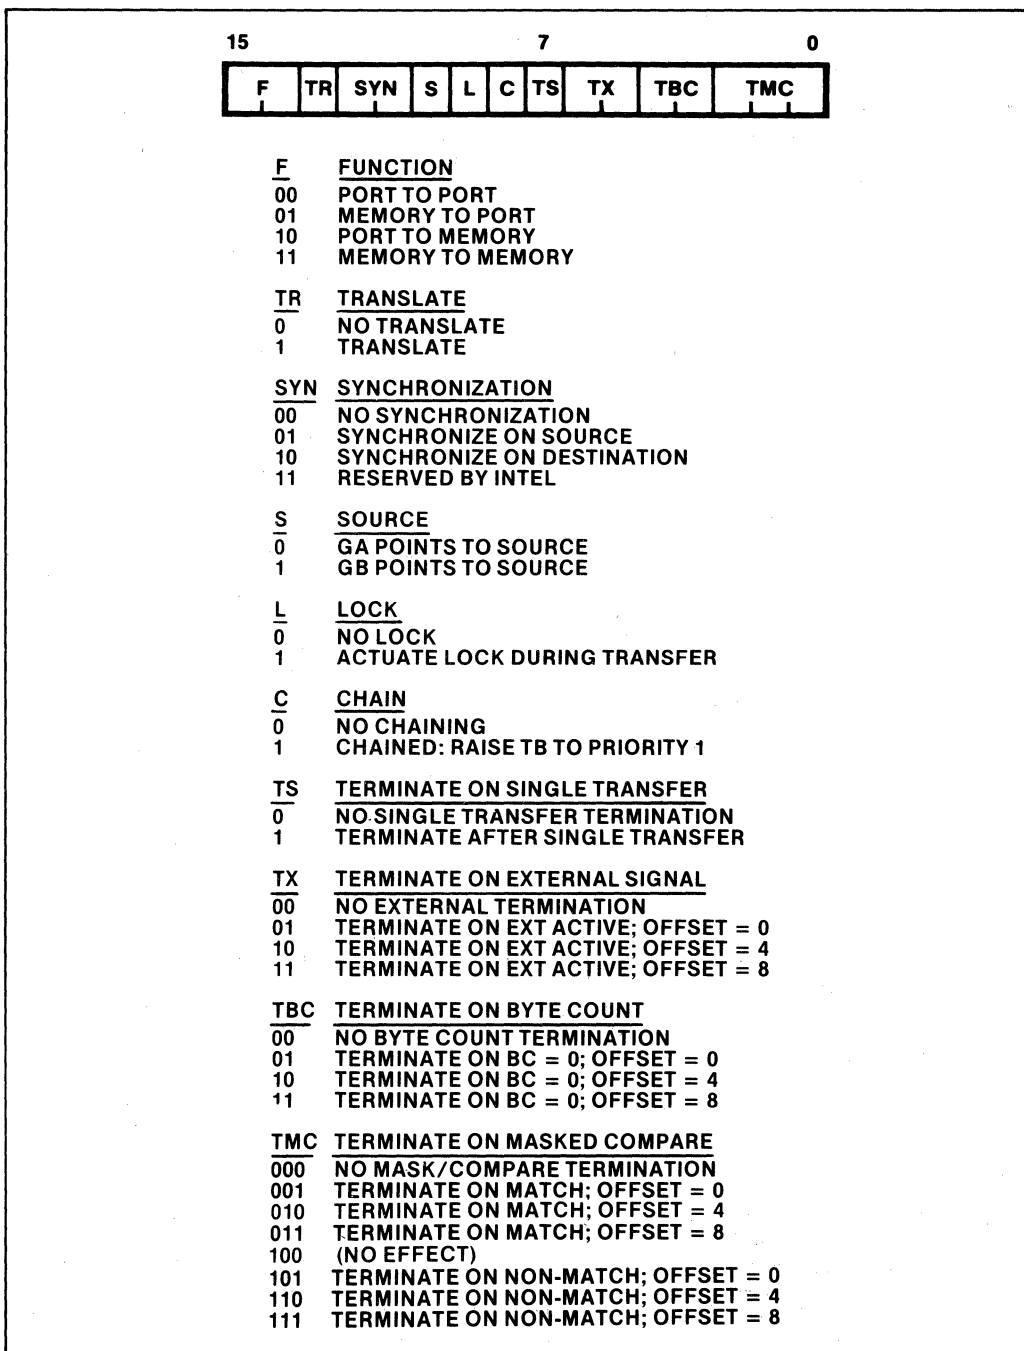 15 7 0
F TR SYN S L C TS TX TBC TMC
F FUNCTION
00 PORT TO PORT
01 MEMORY TO PORT
10 PORT TO MEMORY
11 MEMORY TO MEMORY
TR TRANSLATE
0 NO TRANSLATE
1 TRANSLATE
SYN SYNCHRONIZATION
00 NO SYNCHRONIZATION
01 SYNCHRONIZE ON SOURCE
10 SYNCHRONIZE ON DESTINATION
11 RESERVED BY INTEL
S SOURCE
0 GA POINTS TO SOURCE
1 GB POINTS TO SOURCE
L LOCK
0 NO LOCK
1 ACTUATE LOCK DURING TRANSFER
C CHAIN
0 NO CHAINING
1 CHAINED: RAISE TB TO PRIORITY 1
TS TERMINATE ON SINGLE TRANSFER
0 NO SINGLE TRANSFER TERMINATION
1 TERMINATE AFTER SINGLE TRANSFER
TX TERMINATE ON EXTERNAL SIGNAL
00 NO EXTERNAL TERMINATION
01 TERMINATE ON EXT ACTIVE; OFFSET = 0
10 TERMINATE ON EXT ACTIVE; OFFSET = 4
11 TERMINATE ON EXT ACTIVE; OFFSET = 8
TBC TERMINATE ON BYTE COUNT
00 NO BYTE COUNT TERMINATION
01 TERMINATE ON BC = 0; OFFSET = 0
10 TERMINATE ON BC = 0; OFFSET = 4
11 TERMINATE ON BC = 0; OFFSET = 8
TMC TERMINATE ON MASKED COMPARE
000 NO MASK/COMPARE TERMINATION
001 TERMINATE ON MATCH; OFFSET = 0
010 TERMINATE ON MATCH; OFFSET = 4
011 TERMINATE ON MATCH; OFFSET = 8
100 (NO EFFECT)
101 TERMINATE ON NON-MATCH; OFFSET = 0
110 TERMINATE ON NON-MATCH; OFFSET = 4
111 TERMINATE ON NON-MATCH; OFFSET = 8